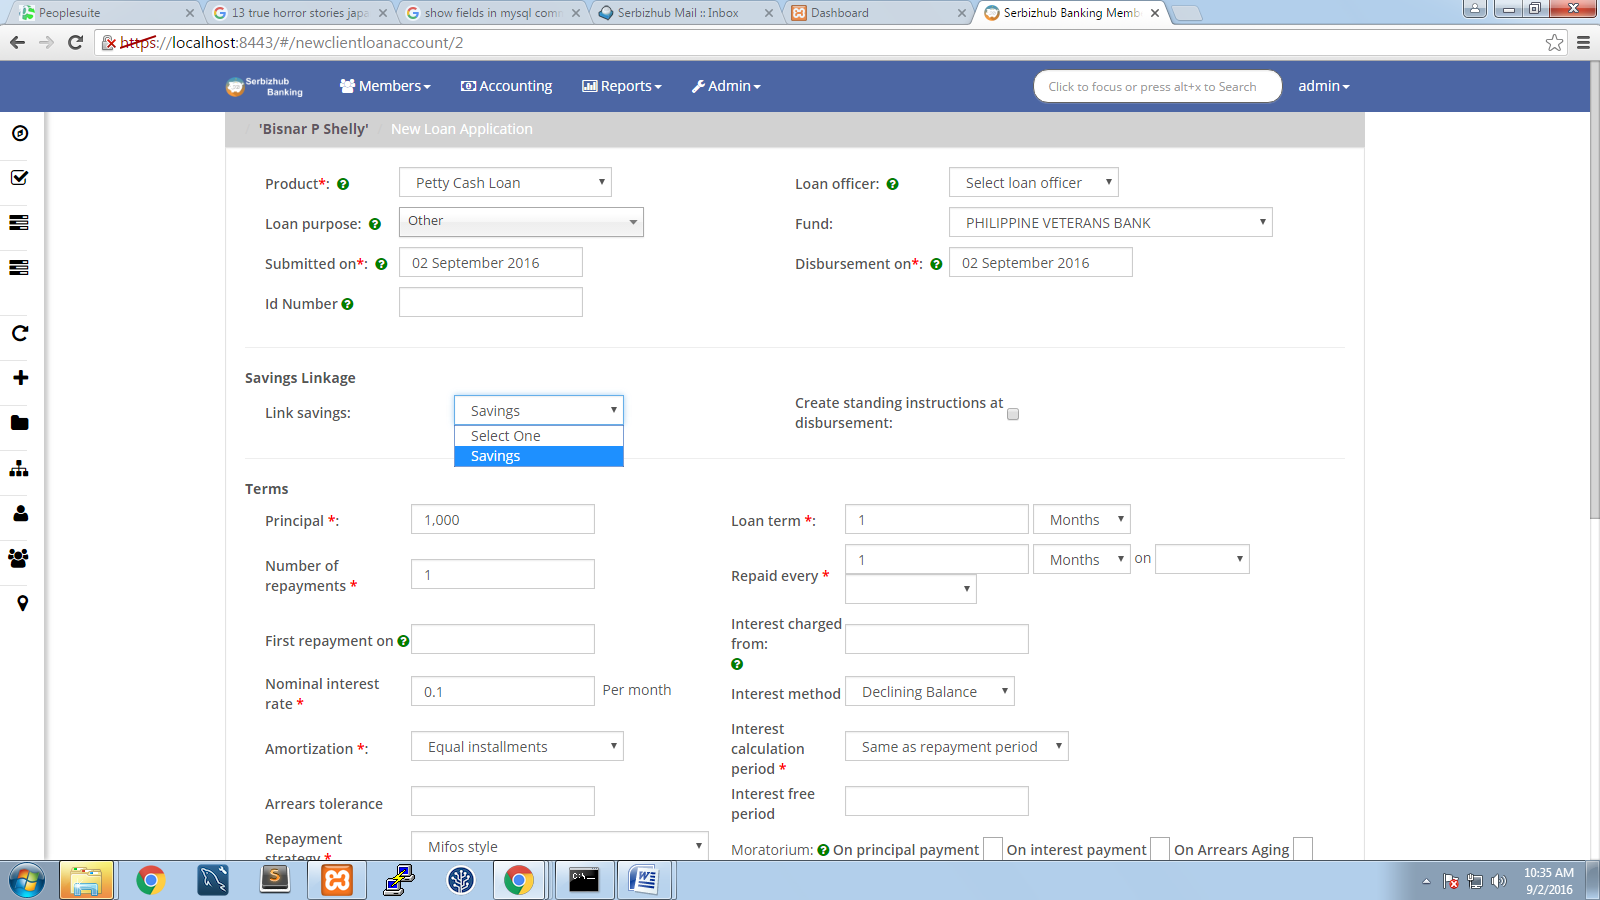 Peoplesuite
13 true horror stories japa
show fields in mysql comm
Serbizhub Mail :: Inbox
Dashboard
Serbizhub Banking Memb
https://localhost:8443/#/newclientloanaccount/2
Serbizhub Banking
Members
Accounting
Reports
Admin
Click to focus or press alt+x to Search
admin
'Bisnar P Shelly' New Loan Application
Product*: Petty Cash Loan
Loan officer: Select loan officer
Loan purpose: Other
Fund: PHILIPPINE VETERANS BANK
Submitted on*: 02 September 2016
Disbursement on*: 02 September 2016
Id Number
Savings Linkage
Link savings: Savings
Select One
Savings
Create standing instructions at
disbursement:
Terms
Principal *: 1,000
Loan term *: 1 Months
Number of
repayments * 1
Repaid every * 1 Months on
First repayment on
Interest charged
from:
Nominal interest
rate * 0.1 Per month
Interest method Declining Balance
Amortization *: Equal installments
Interest
calculation
period * Same as repayment period
Arrears tolerance
Interest free
period
Repayment
strategy * Mifos style
Moratorium: On principal payment On interest payment On Arrears Aging
10:35 AM
9/2/2016